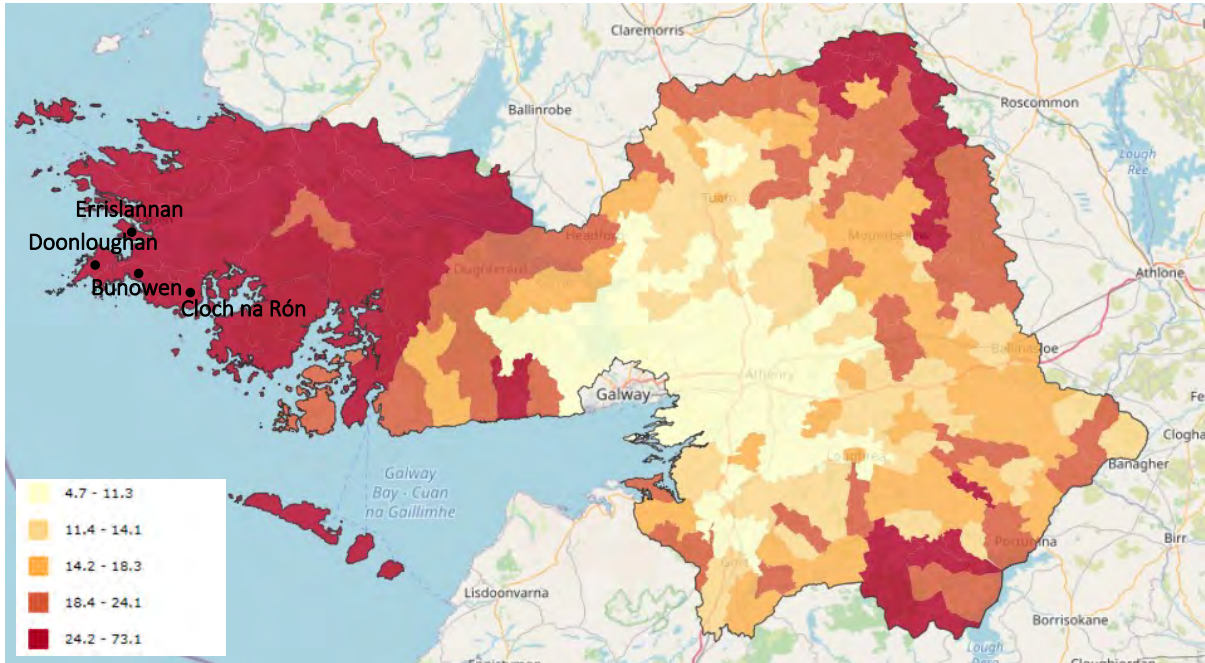 Claremorris
Ballinrobe
Roscommon
Lough
Ree
Errislannan
Tuam
Doonloughan
Headford
Mountbellew
Bunowen
Oughterard
Athlone
Cloch na Rón
Ballinasloe
Galway
Athenry
Galway
Bay - Cuan
na Gaillimhe
Loughrea
Banagher
Portumna
Birr
Gort
Lisdoonvarna
Borrisokane
Lough
4.7 - 11.3
11.4 - 14.1
14.2 - 18.3
18.4 - 24.1
24.2 - 73.1